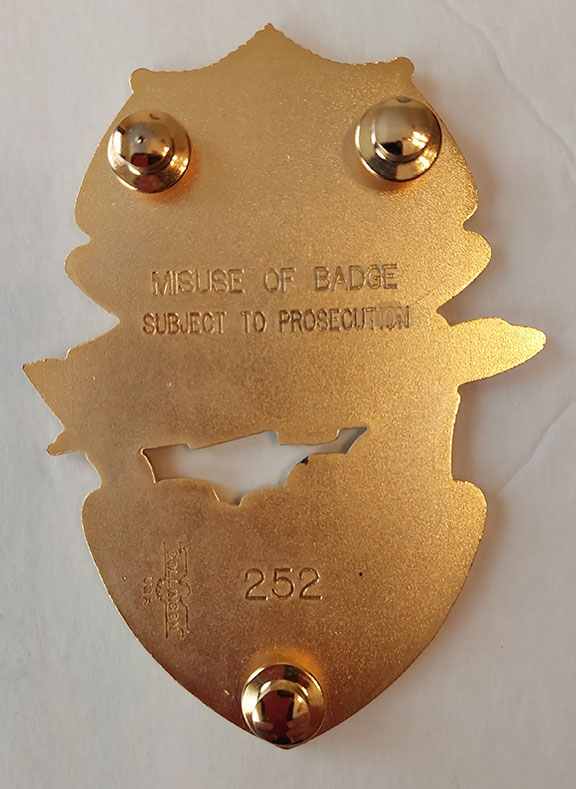 MISUSE OF BADGE
SUBJECT TO PROSECUTION
252